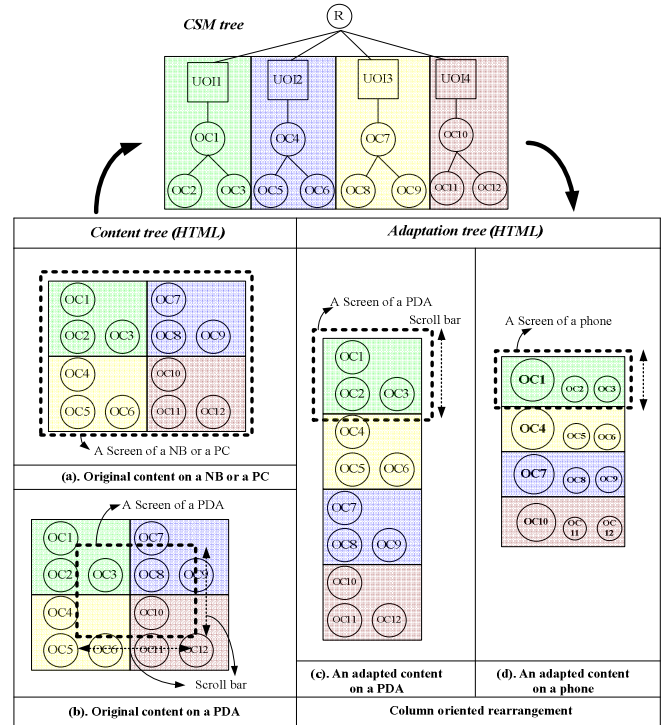 CSM tree
R
UOI1 UOI2 UOI3 UOI4
OC1 OC4 OC7 OC10
OC2 OC3 OC5 OC6 OC8 OC9 OC11 OC12
Content tree (HTML)
OC1 OC7
OC2 OC3 OC8 OC9
OC4 OC10
OC5 OC6 OC11 OC12
A Screen of a NB or a PC
(a). Original content on a NB or a PC
A Screen of a PDA
OC1 OC7
OC2 OC3 OC8 OC9
OC4 OC10
OC5 OC6 OC11 OC12
Scroll bar
(b). Original content on a PDA
Adaptation tree (HTML)
A Screen of a PDA
Scroll bar
OC1
OC2 OC3
OC4
OC5 OC6
OC7
OC8 OC9
OC10
OC11 OC12
(c). An adapted content
on a PDA
A Screen of a phone
OC1 OC2 OC3
OC4 OC5 OC6
OC7 OC8 OC9
OC10 OC 11 OC 12
(d). An adapted content
on a phone
Column oriented rearrangement